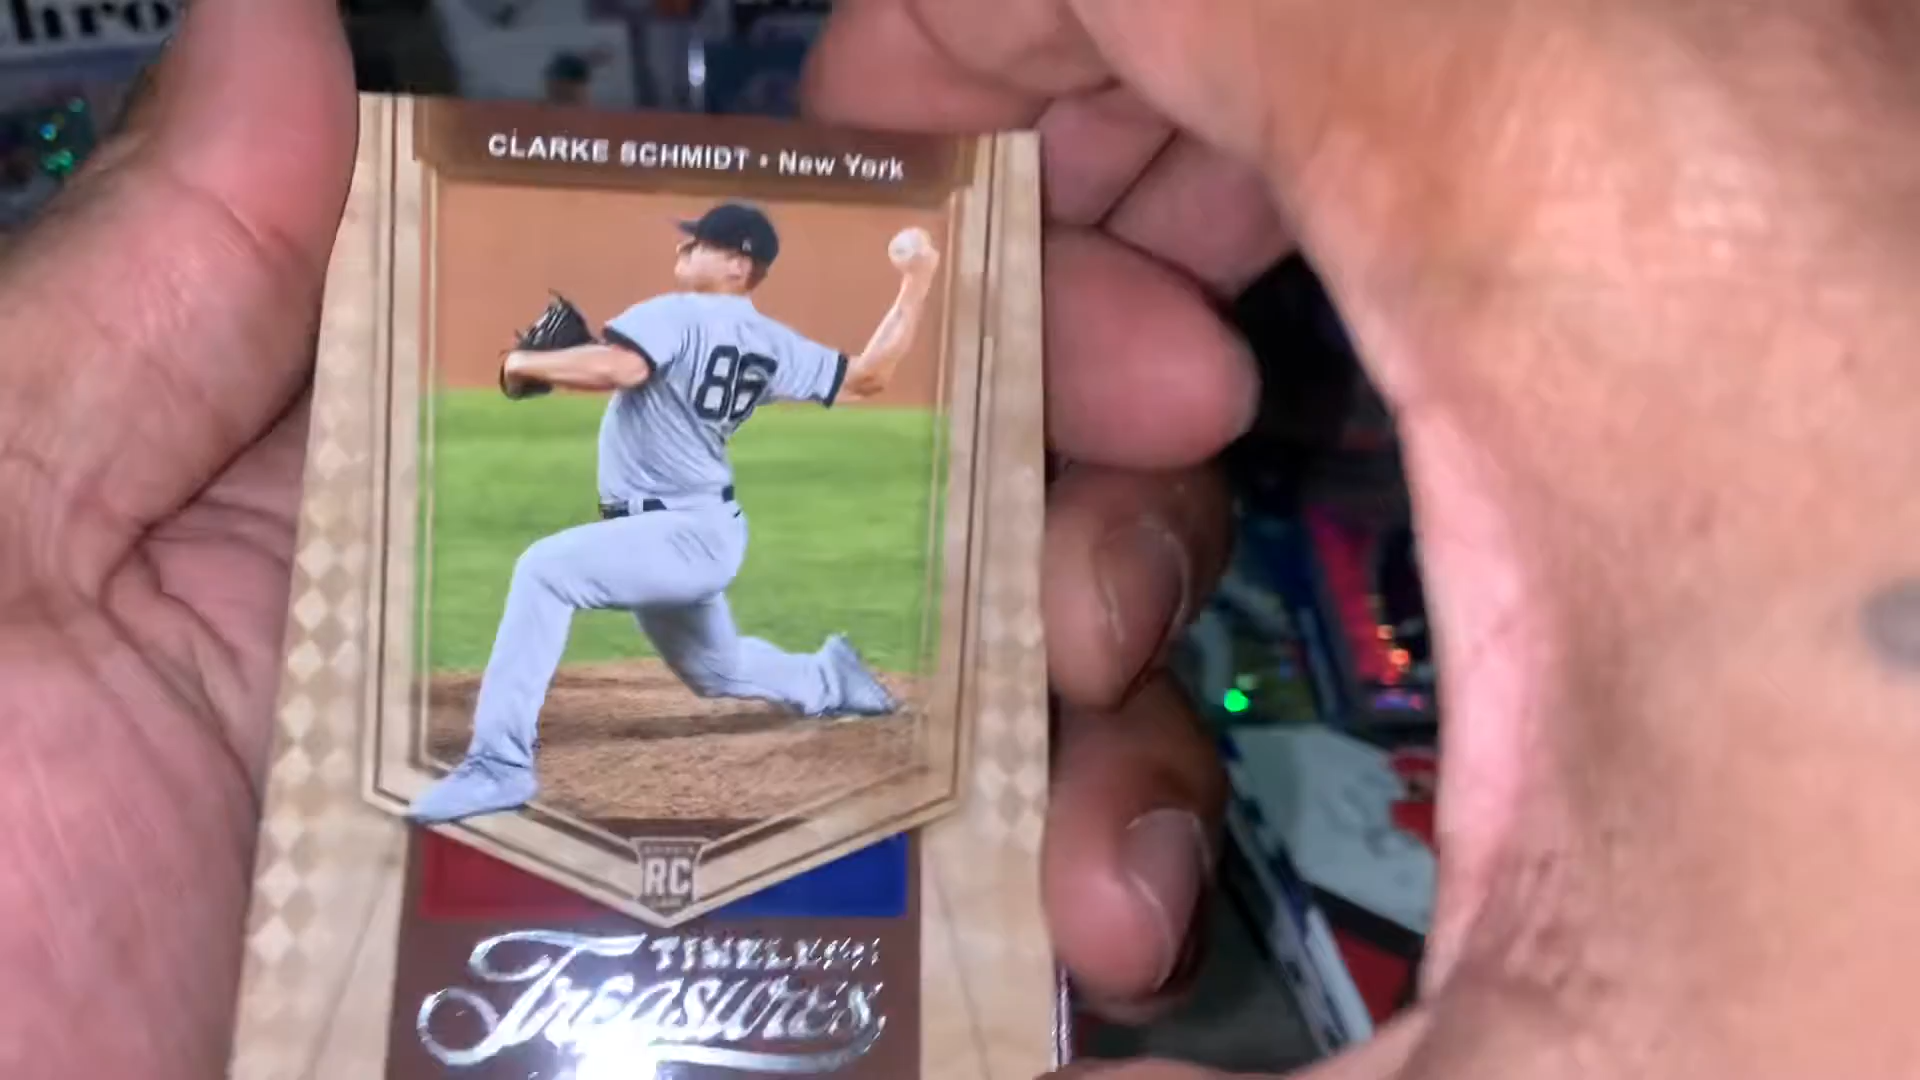 CLARKE SCHMIDT • New York
86
RC
TIMELESS
Treasures